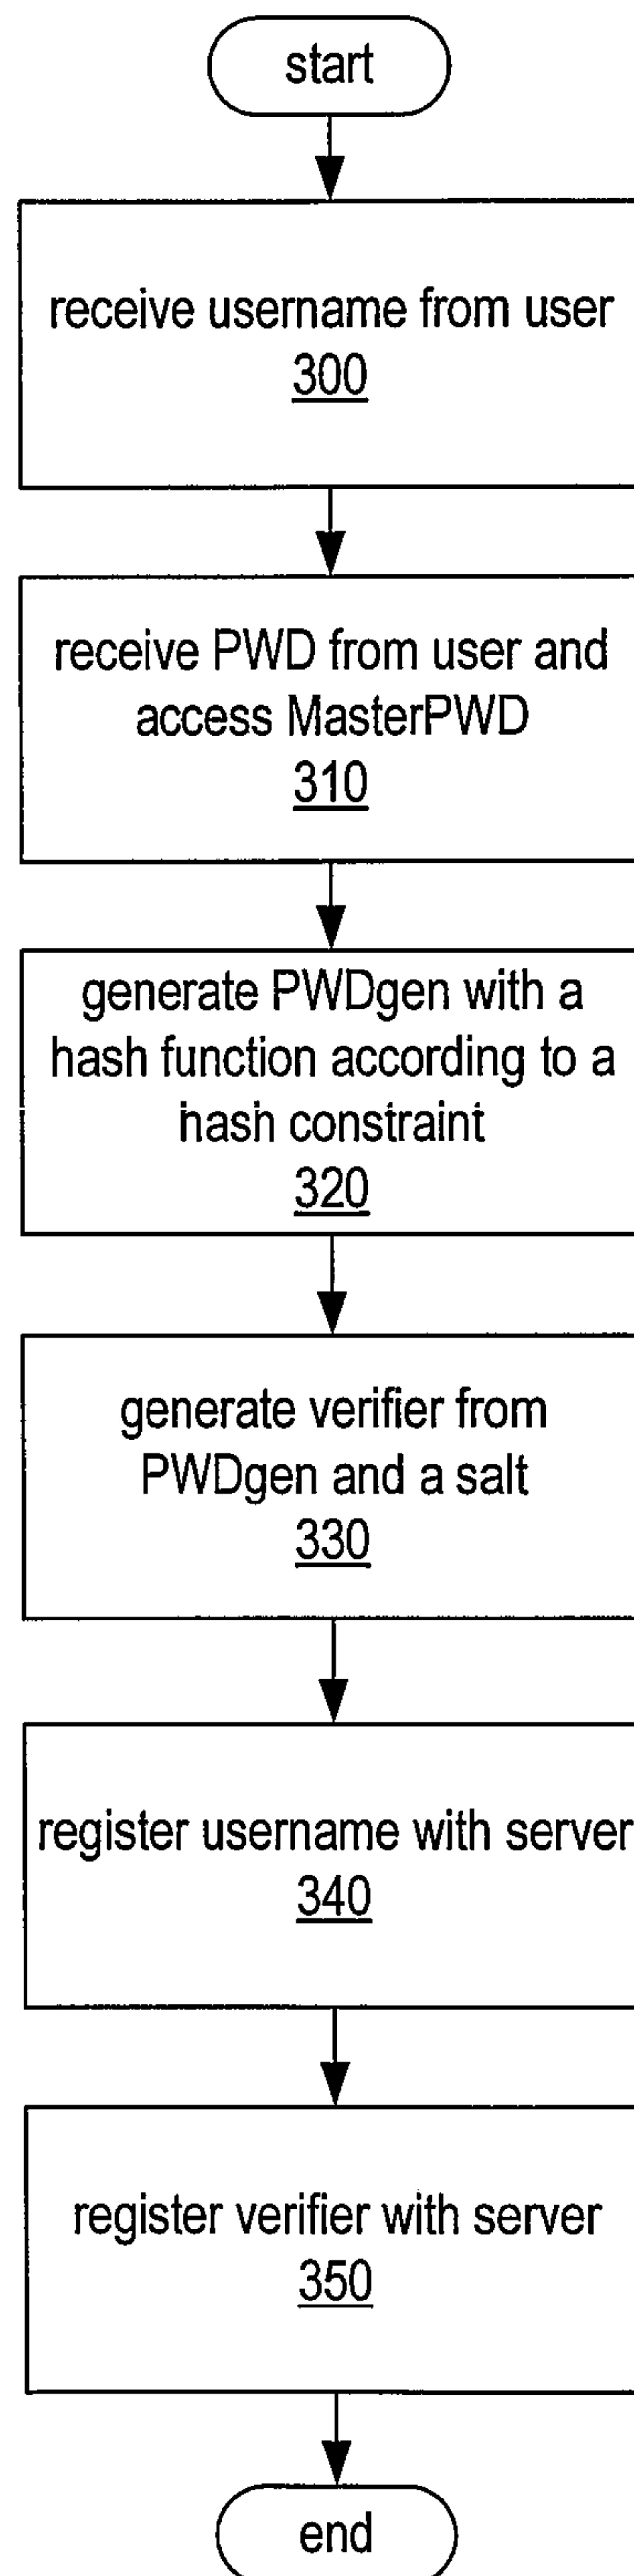 start
receive username from user
300
receive PWD from user and
access MasterPWD
310
generate PWDgen with a
hash function according to a
hash constraint
320
generate verifier from
PWDgen and a salt
330
register username with server
340
register verifier with server
350
end